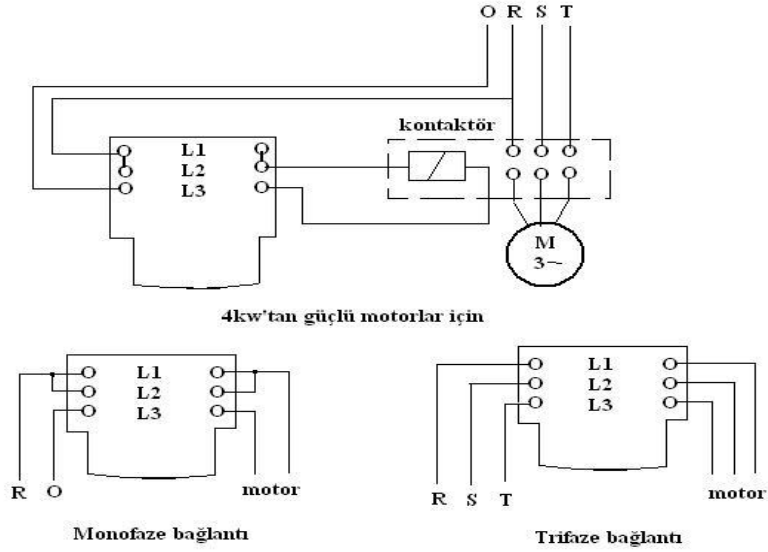 O R S T
kontaktör
L1
L2
L3
M
3~
4kw'tan güçlü motorlar için
L1
L2
L3
R O
motor
Monofaze bağlantı
L1
L2
L3
R S T
motor
Trifaze bağlantı